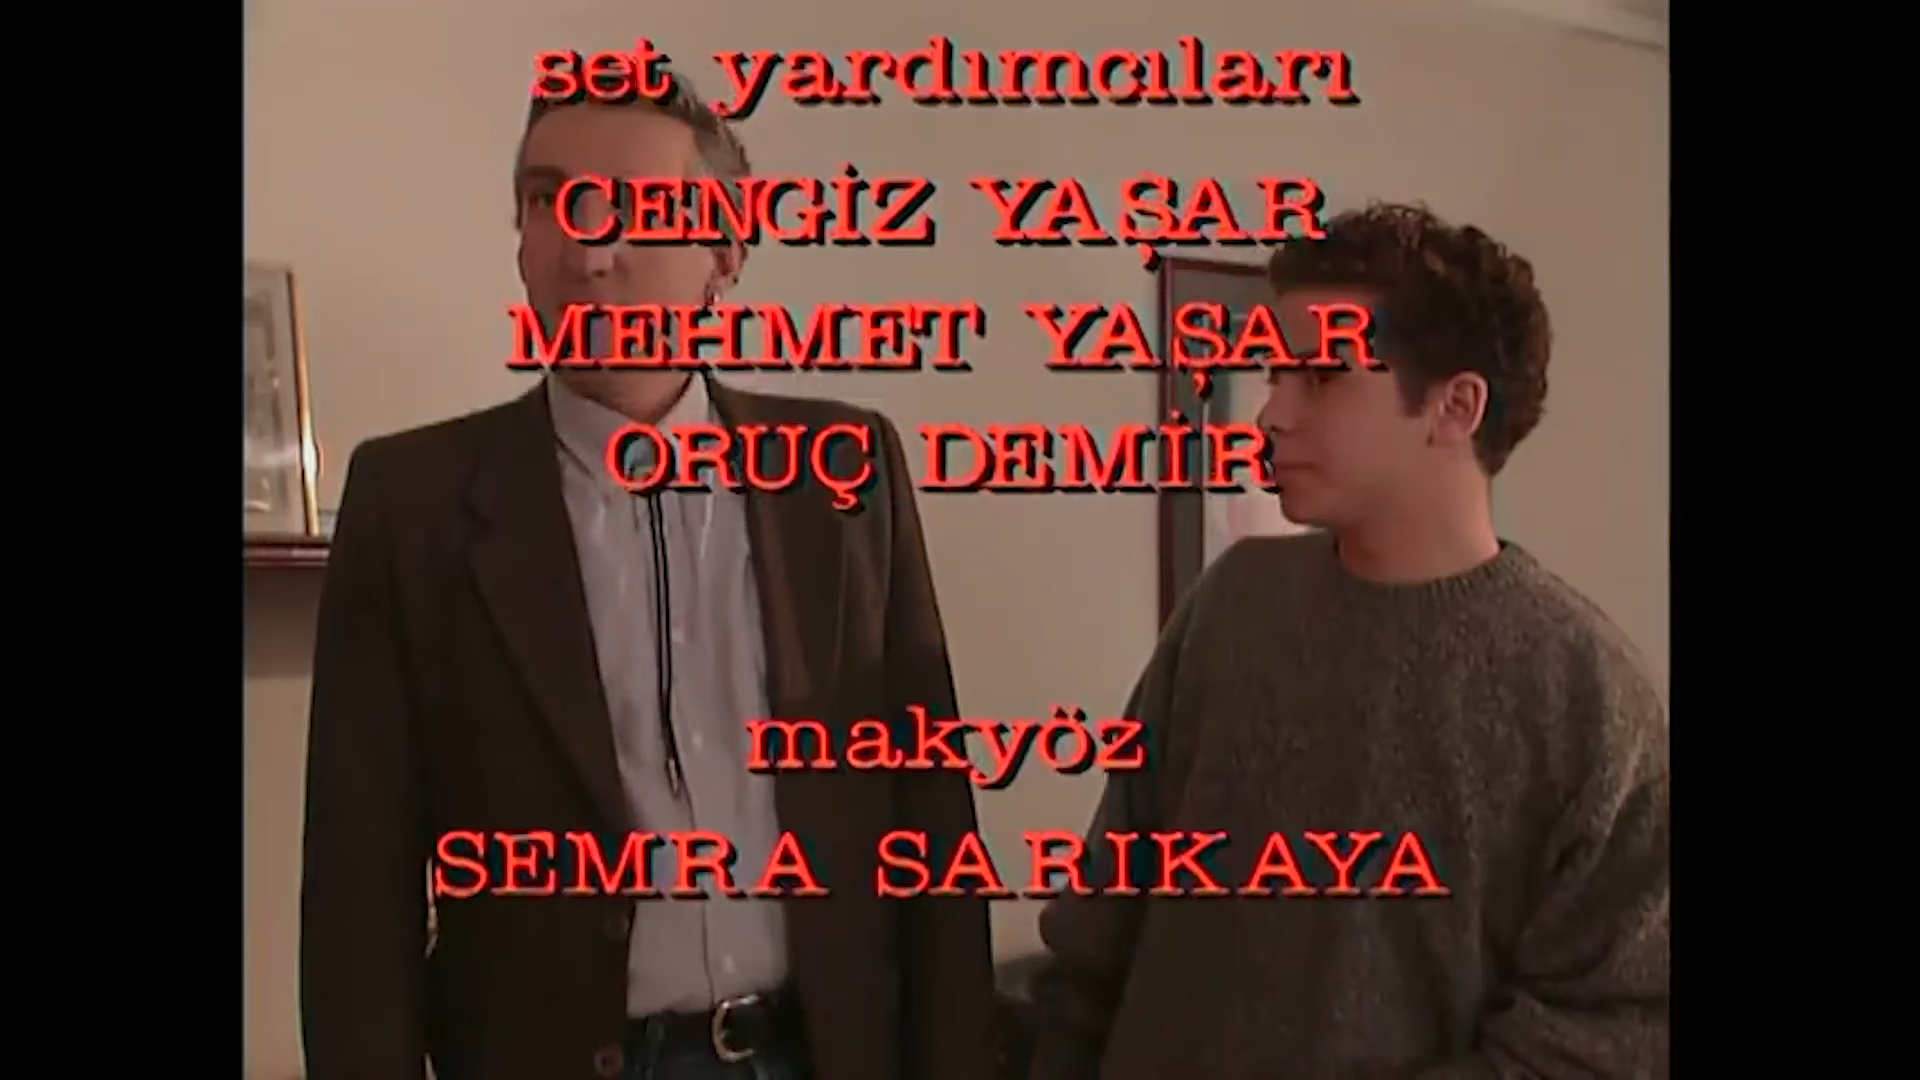 set yardımcıları
CENGİZ YAŞAR
MEHMET YAŞAR
ORUÇ DEMİR
makyöz
SEMRA SARIKAYA